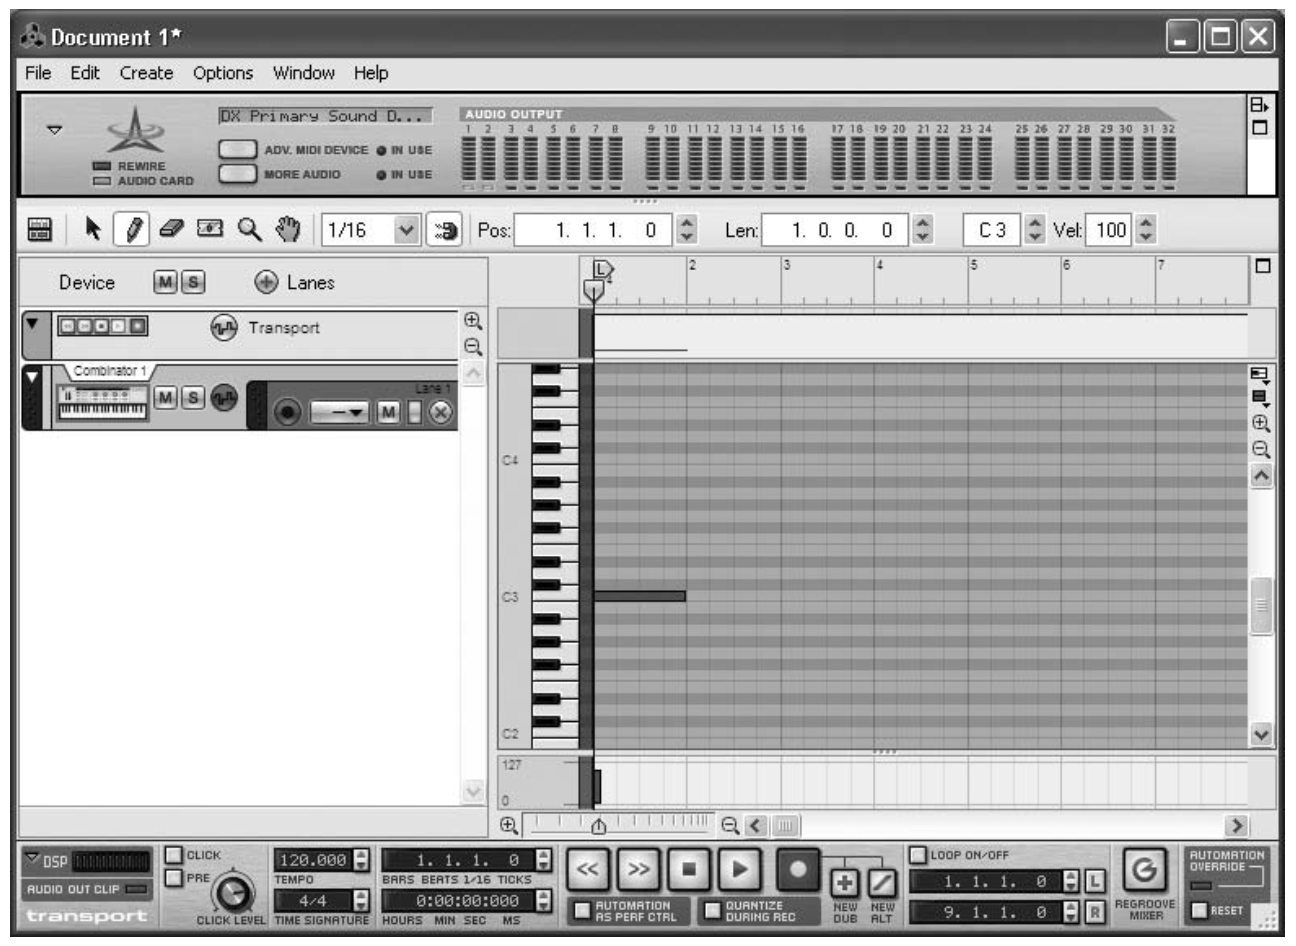 Document 1*
File Edit Create Options Window Help
DX Primary Sound D...
AUDIO OUTPUT
1 2 3 4 5 6 7 8 9 10 11 12 13 14 15 16 17 18 19 20 21 22 23 24 25 26 27 28 29 30 31 32
ADV. MIDI DEVICE IN USE
REWIRE
MORE AUDIO IN USE
AUDIO CARD
1/16 Pos: 1. 1. 1. 0 Len: 1. 0. 0. 0 C 3 Vel: 100
Device M S Lanes
L 2 3 4 5 6 7
4
Transport
Combinator 1
M S Lane 1
M
C4
C3
C2
127
0
DSP
AUDIO OUT CLIP
transport
CLICK
PRE
CLICK LEVEL
120.000
TEMPO
4/4
TIME SIGNATURE
1. 1. 1. 0
BARS BEATS 1/16 TICKS
0:00:00:000
HOURS MIN SEC MS
AUTOMATION
AS PERF CTRL
QUANTIZE
DURING REC
NEW
DUB
NEW
ALT
LOOP ON/OFF
1. 1. 1. 0 L
9. 1. 1. 0 R
REGROOVE
MIXER
AUTOMATION
OVERRIDE
RESET